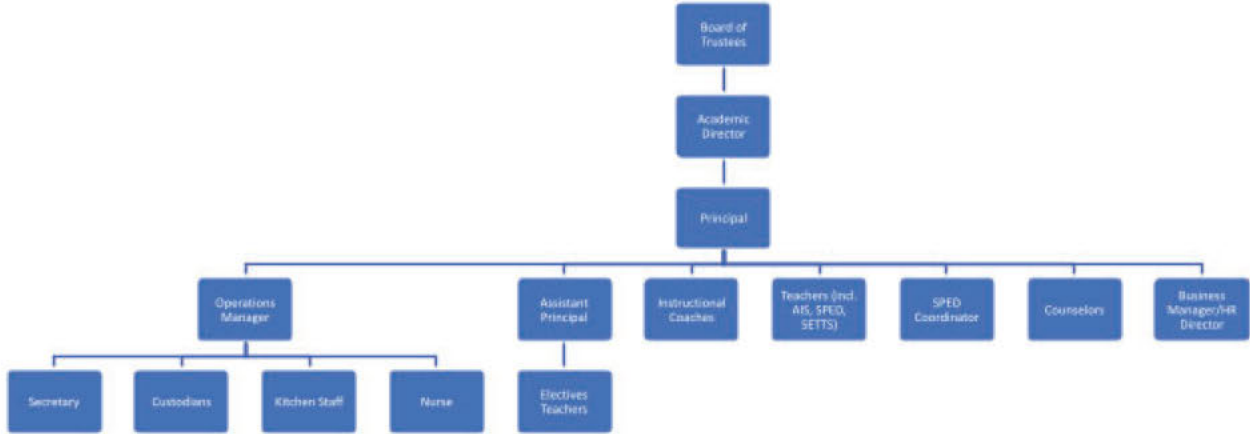 Board of
Trustees
Academic
Director
Principal
Operations
Manager
Assistant
Principal
Instructional
Coaches
Teachers (incl.
AIS, SPED,
SETTS)
SPED
Coordinator
Counselors
Business
Manager/HR
Director
Secretary
Custodians
Kitchen Staff
Nurse
Electives
Teachers